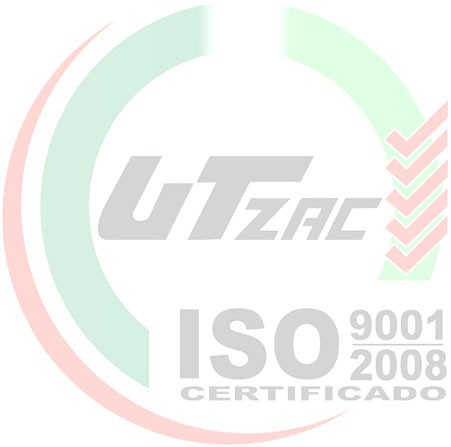 UTZAC
ISO 9001
2008
CERTIFICADO